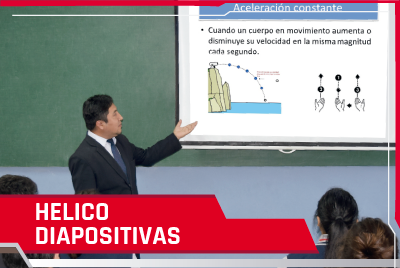 Aceleración constante
• Cuando un cuerpo en movimiento aumenta o
disminuye su velocidad en la misma magnitud
cada segundo.
HELICO
DIAPOSITIVAS